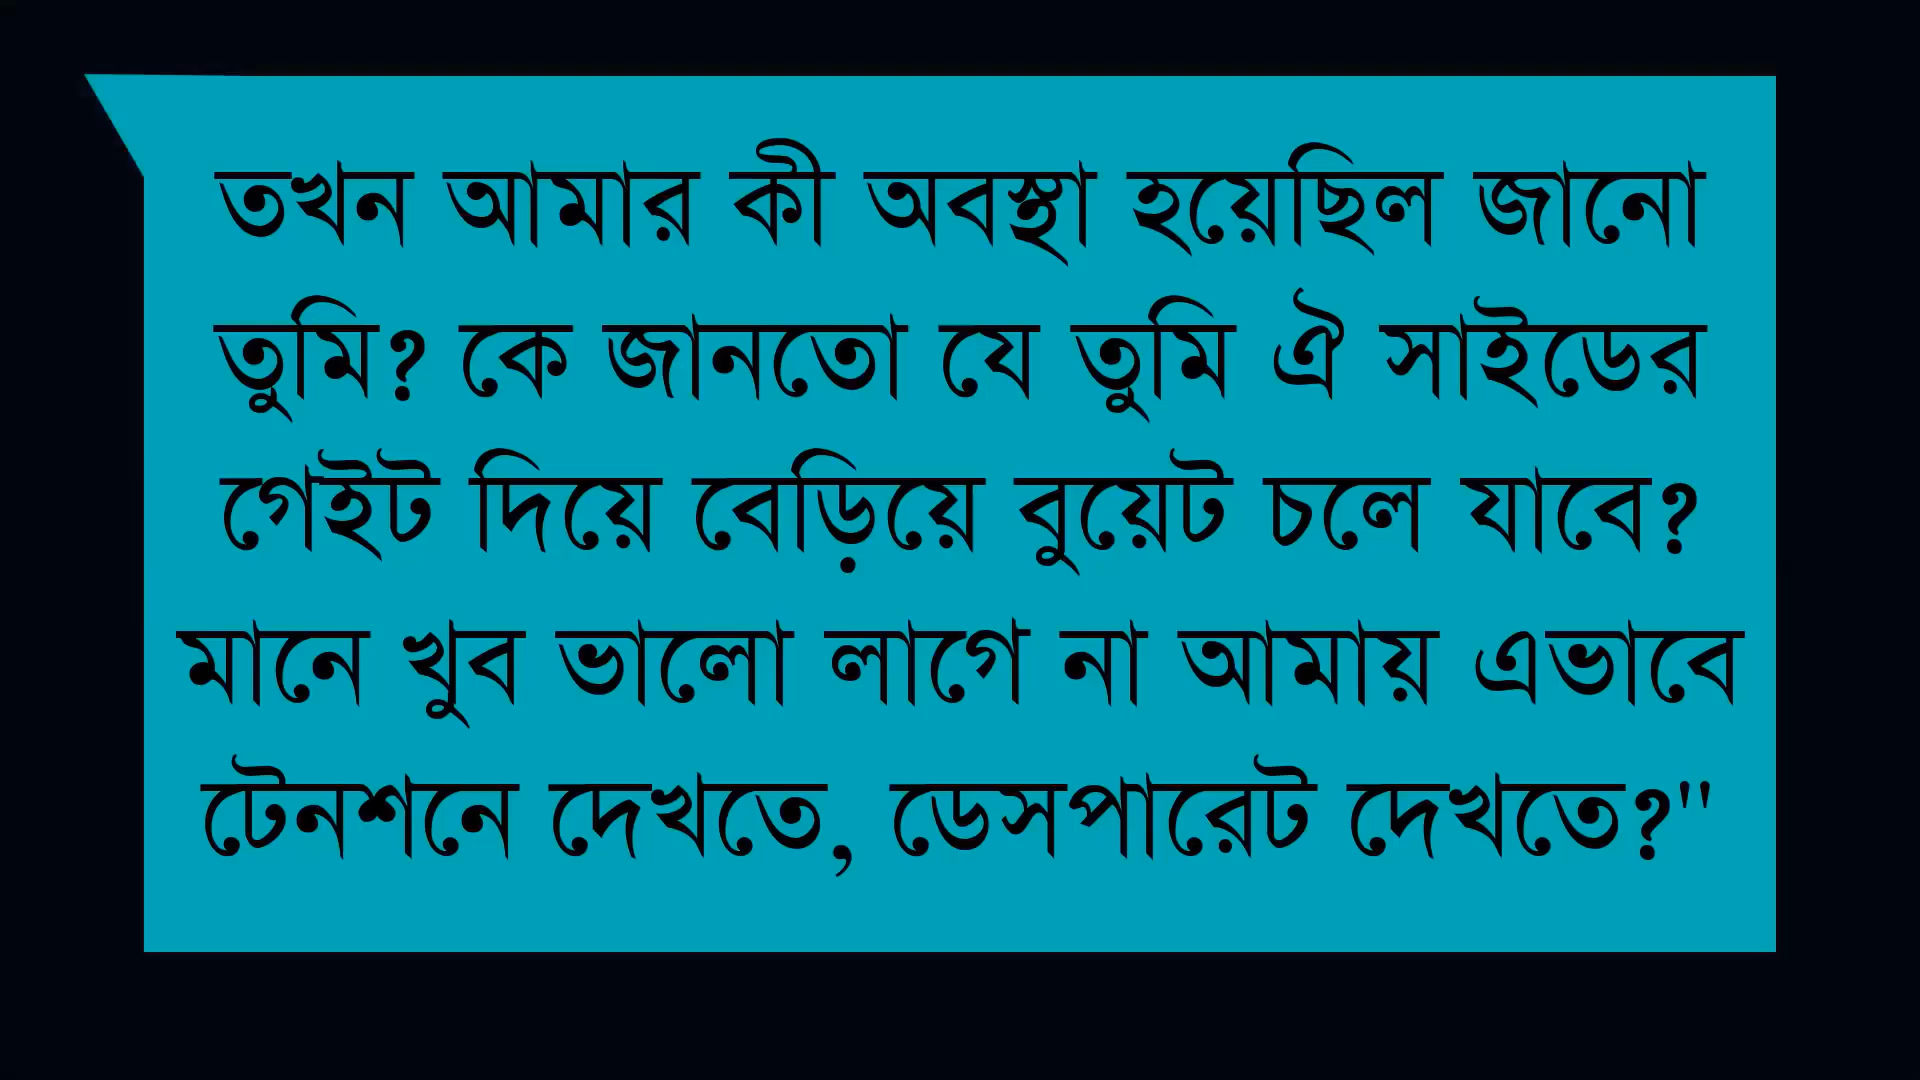 তখন আমার কী অবস্থা হয়েছিল জানো
তুমি? কে জানতো যে তুমি ঐ সাইডের
গেইট দিয়ে বেড়িয়ে বুয়েট চলে যাবে?
মানে খুব ভালো লাগে না আমায় এভাবে
টেনশনে দেখতে, ডেসপারেট দেখতে?"